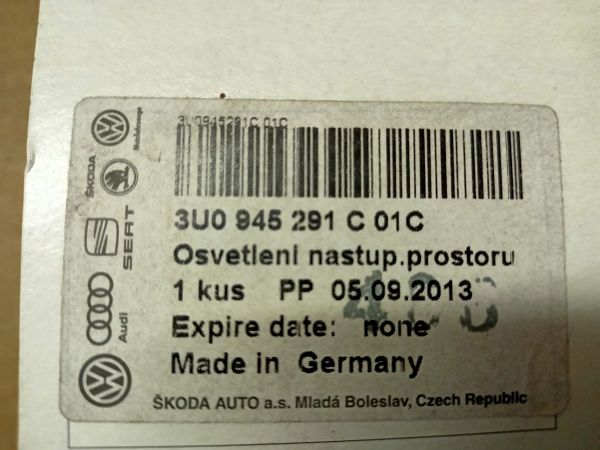 3U0945291C 01C
3U0 945 291 C 01C
Osvetleni nastup.prostoru
1 kus PP 05.09.2013
Expire date: none
Made in Germany
ŠKODA AUTO a.s. Mladá Boleslav, Czech Republic
ŠKODA
SEAT
Audi